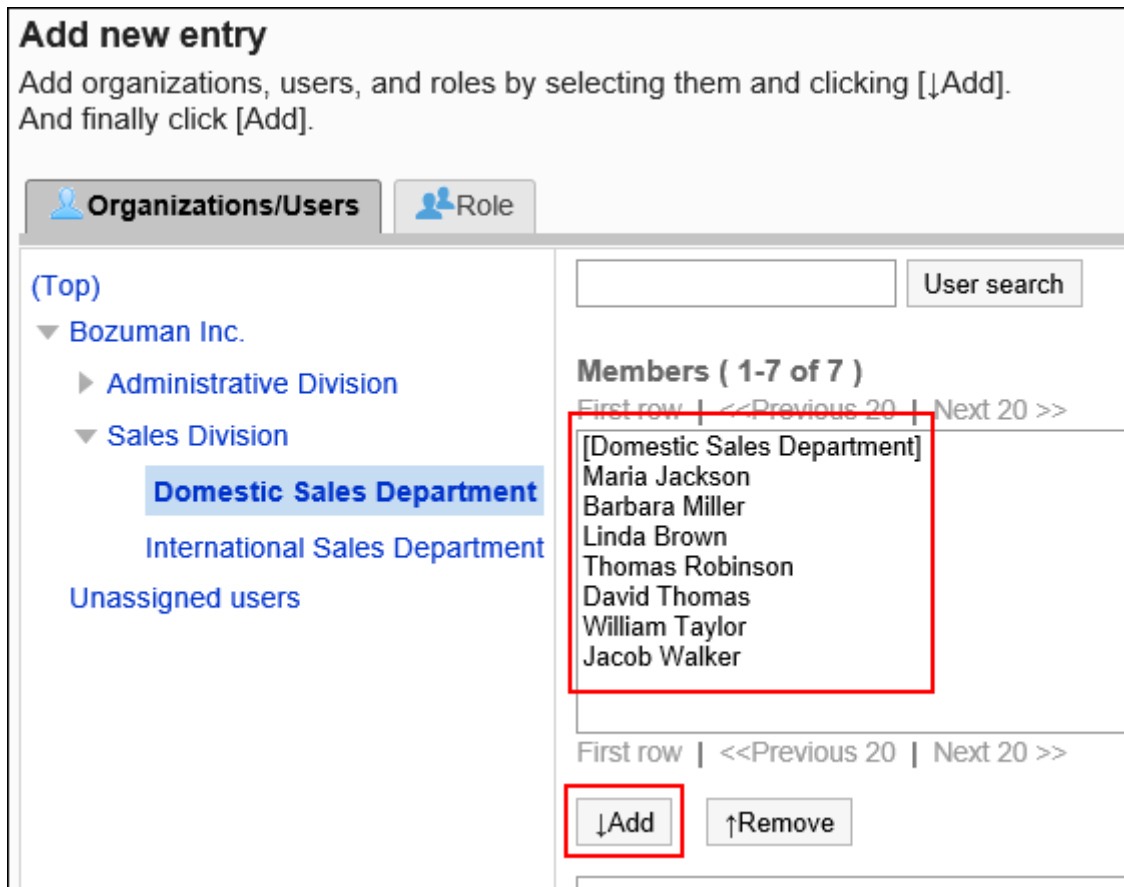 Add new entry
Add organizations, users, and roles by selecting them and clicking [↓Add].
And finally click [Add].
Organizations/Users
Role
(Top)
Bozuman Inc.
Administrative Division
Sales Division
Domestic Sales Department
International Sales Department
Unassigned users
User search
Members ( 1-7 of 7 )
First row | <<Previous 20 | Next 20 >>
[Domestic Sales Department]
Maria Jackson
Barbara Miller
Linda Brown
Thomas Robinson
David Thomas
William Taylor
Jacob Walker
First row | <<Previous 20 | Next 20 >>
↓Add ↑Remove